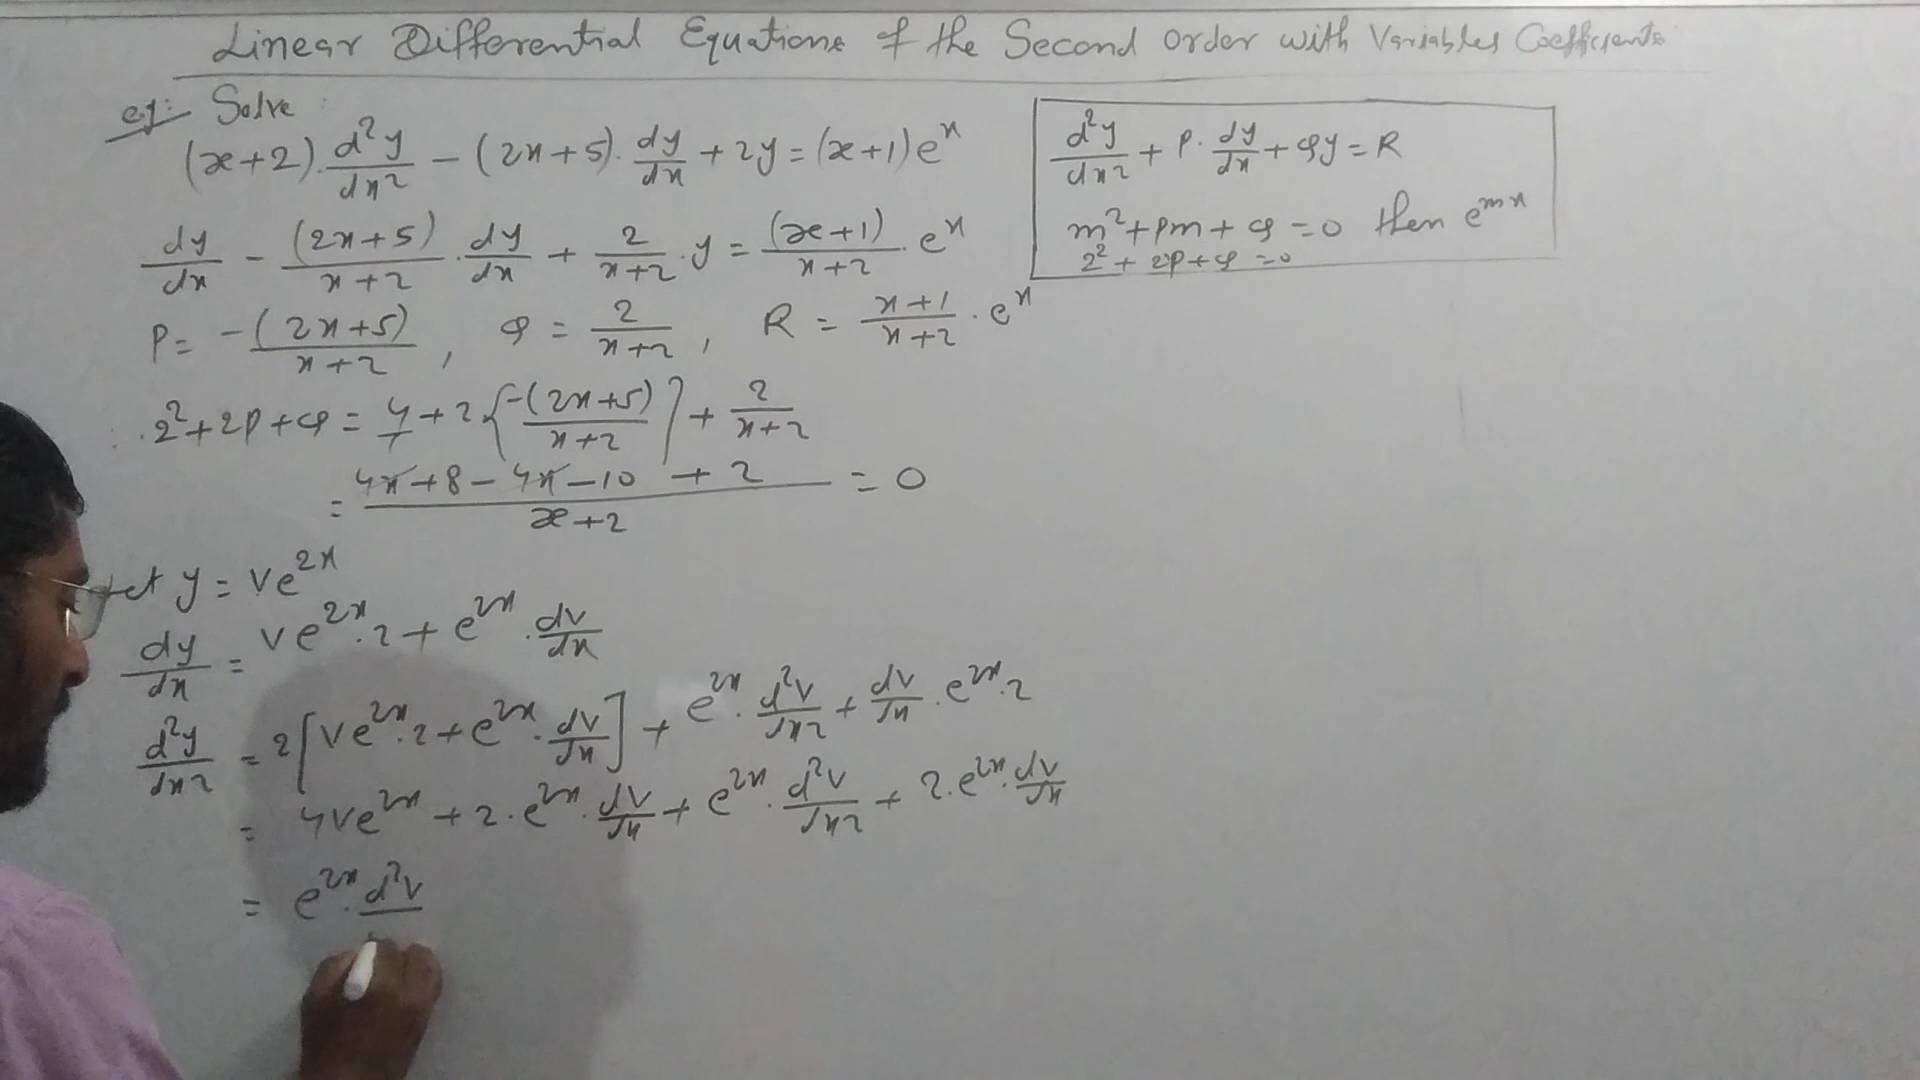 Linear Differential Equations of the Second Order with Variables Coefficients
eg:- Solve :
(x+2). d²y/dx² - (2x+5). dy/dx + 2y = (x+1)eˣ
dy/dx - (2x+5)/x+2 . dy/dx + 2/x+2 . y = (x+1)/x+2 . eˣ
P = -(2x+5)/x+2 , Q = 2/x+2 , R = x+1/x+2 . eˣ
∴ 2²+2P+Q = 4/1 + 2{-(2x+5)/x+2} + 2/x+2
= 4x+8-4x-10+2/x+2 = 0
Let y = ve²ˣ
dy/dx = ve²ˣ.2 + e²ˣ. dv/dx
d²y/dx² = 2[ve²ˣ.2+e²ˣ. dv/dx] + e²ˣ. d²v/dx² + dv/dx . e²ˣ.2
= 4ve²ˣ + 2.e²ˣ. dv/dx + e²ˣ. d²v/dx² + 2.e²ˣ. dv/dx
= e²ˣ. d²v
d²y/dx² + P. dy/dx + Qy = R
m²+Pm+Q = 0 then eᵐˣ
2²+2P+Q = 0